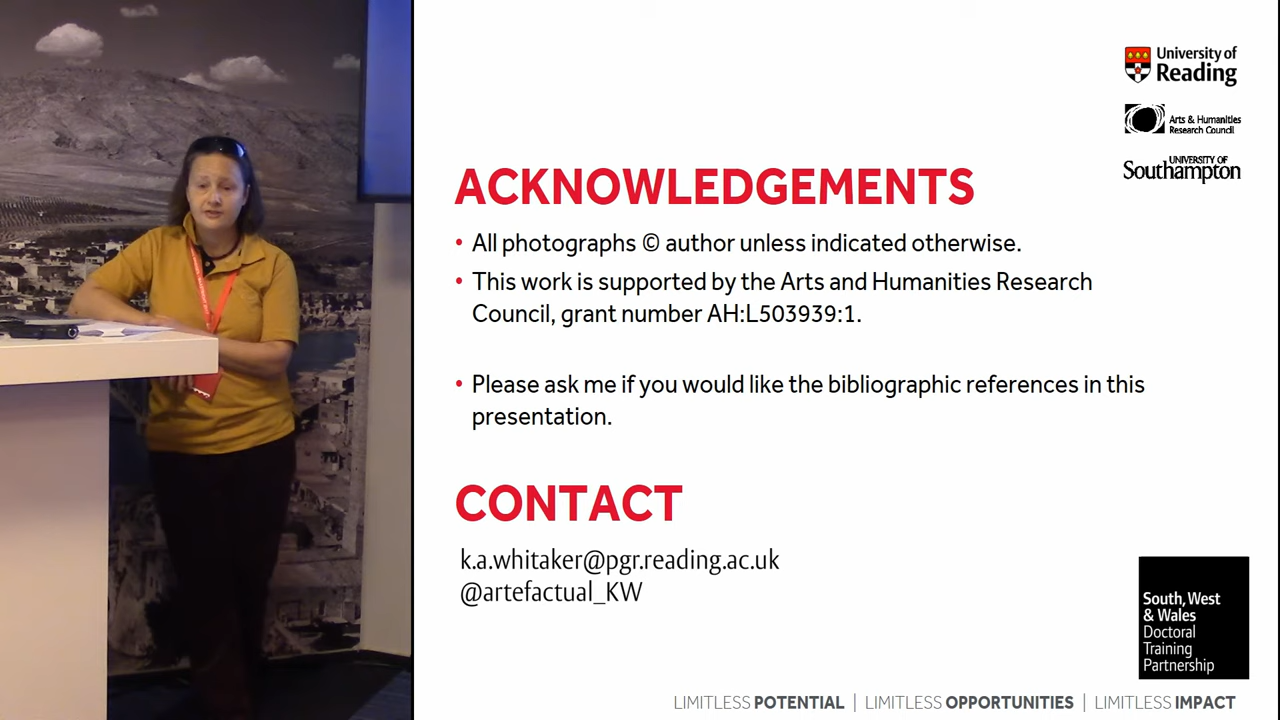 University of
Reading
Arts & Humanities
Research Council
UNIVERSITY OF
Southampton
ACKNOWLEDGEMENTS
• All photographs © author unless indicated otherwise.
• This work is supported by the Arts and Humanities Research
Council, grant number AH:L503939:1.
• Please ask me if you would like the bibliographic references in this
presentation.
CONTACT
k.a.whitaker@pgr.reading.ac.uk
@artefactual_KW
South, West
& Wales
Doctoral
Training
Partnership
LIMITLESS POTENTIAL | LIMITLESS OPPORTUNITIES | LIMITLESS IMPACT